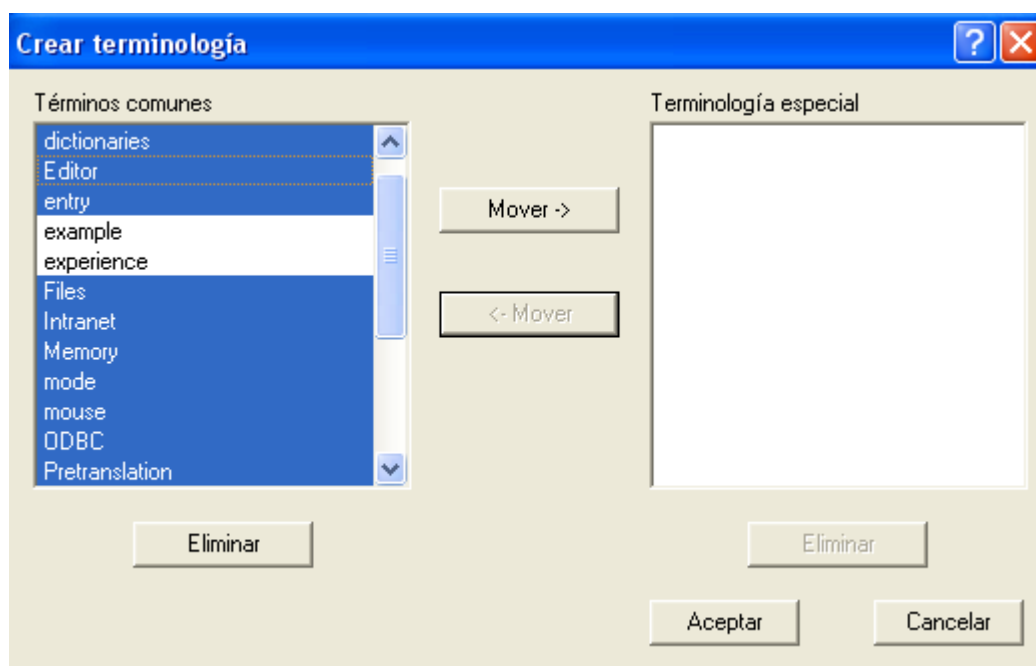 Crear terminología
Términos comunes
dictionaries
Editor
entry
example
experience
Files
Intranet
Memory
mode
mouse
ODBC
Pretranslation
Eliminar
Mover ->
<- Mover
Terminología especial
Eliminar
Aceptar
Cancelar